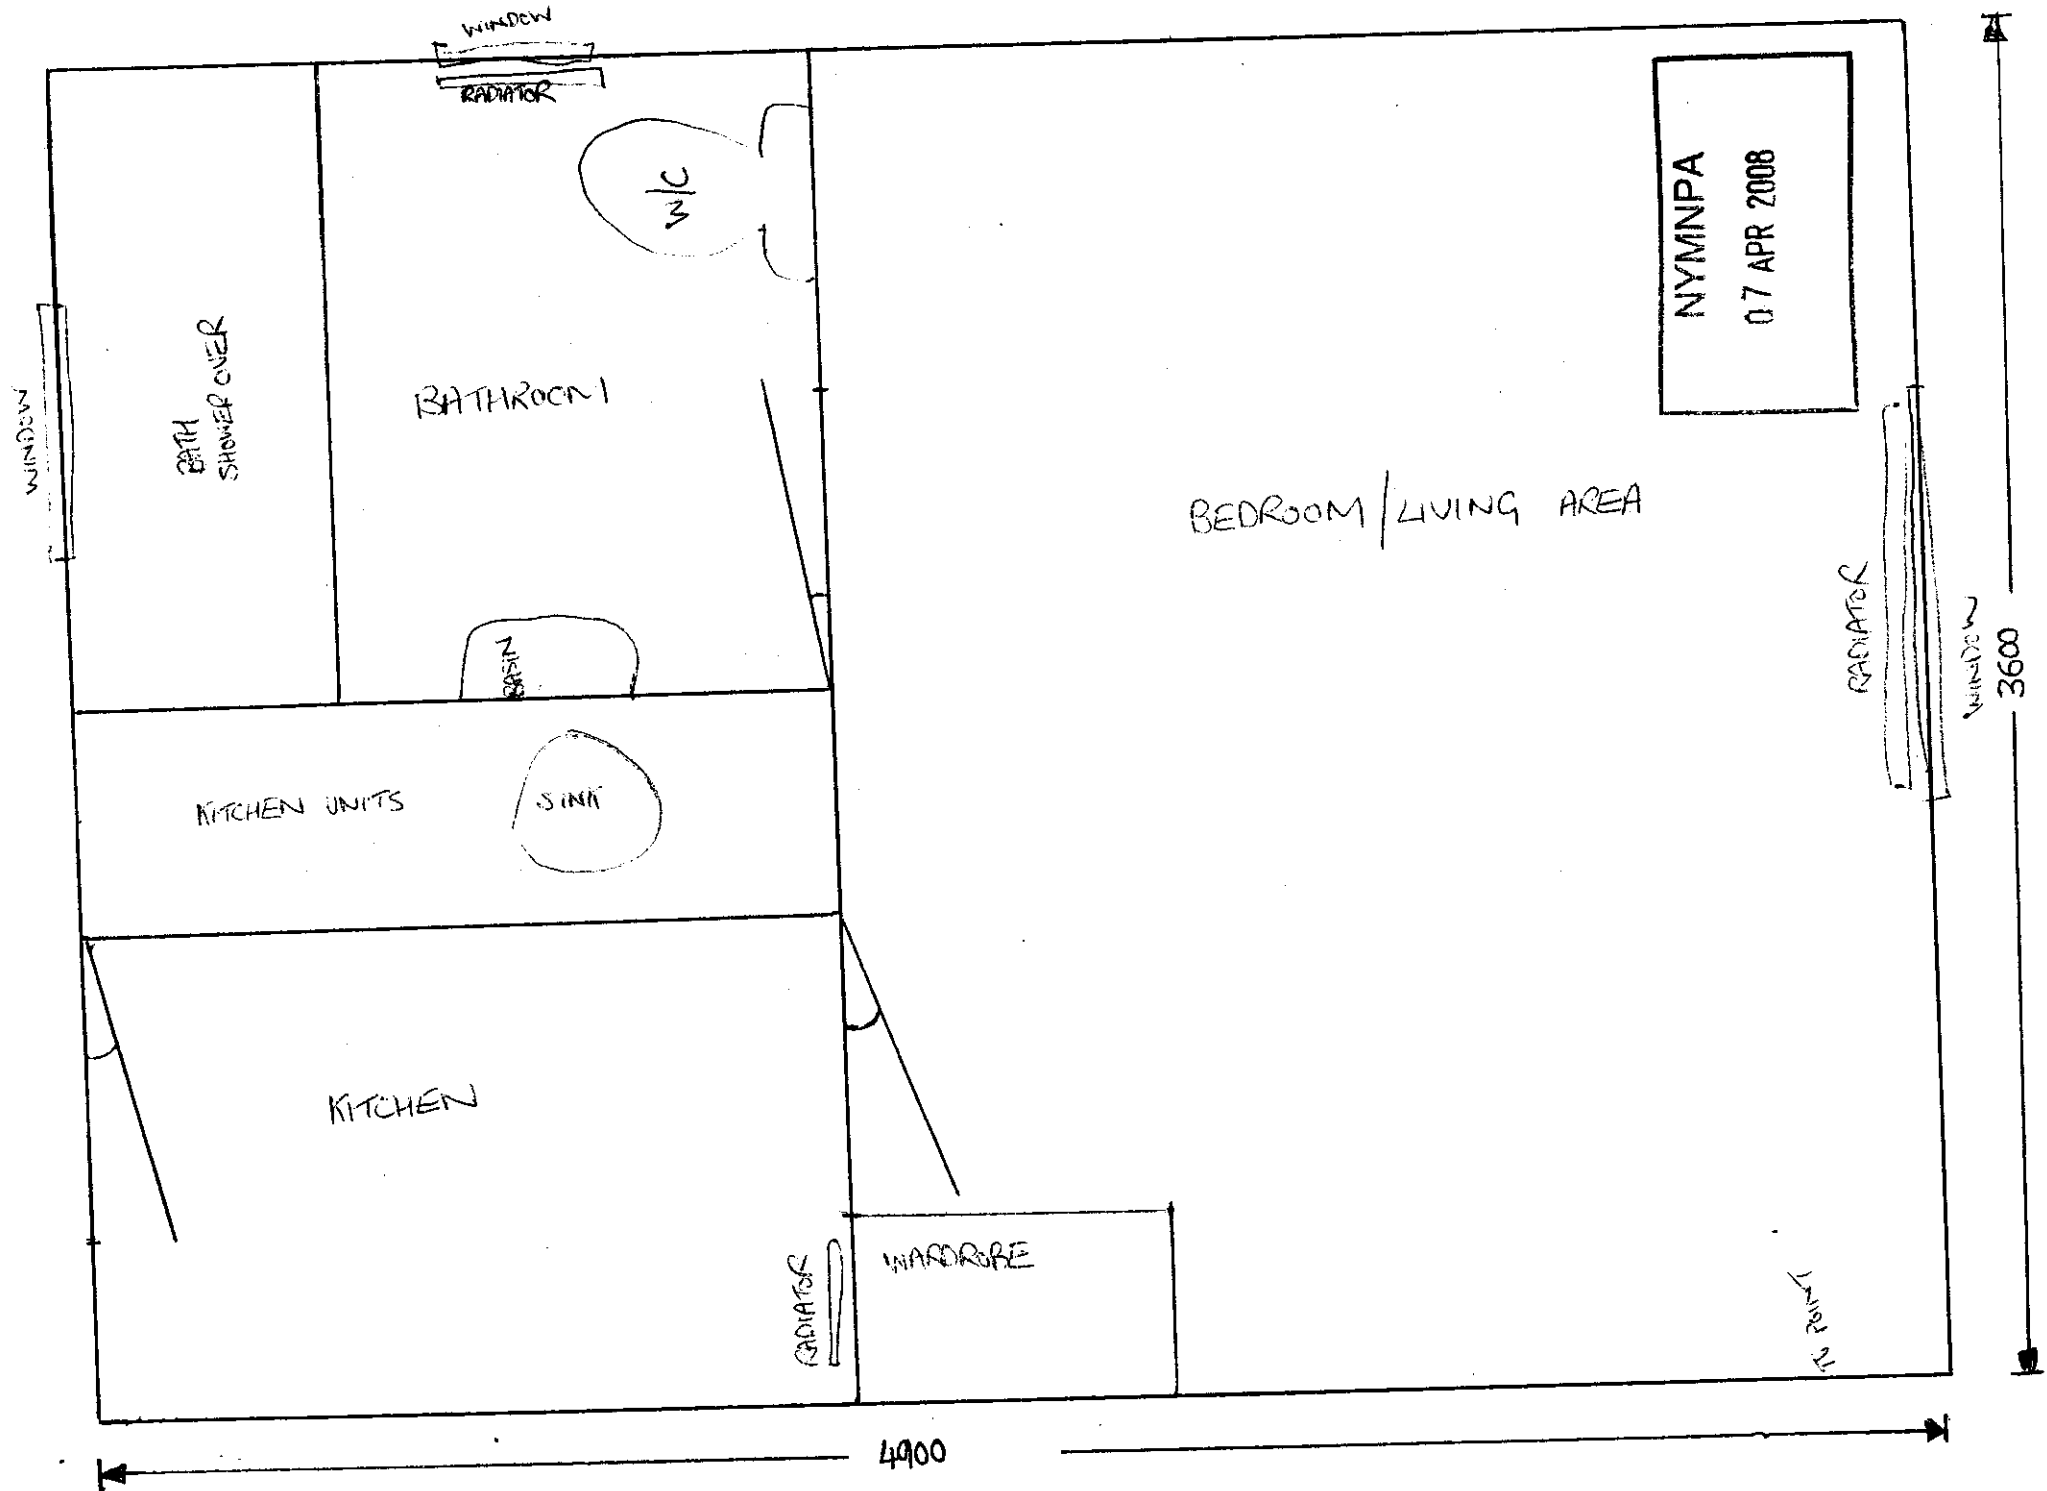 WINDOW
RADIATOR
W/C
NYMNPA
07 APR 2008
WINDOW
BATH
SHOWER OVER
BATHROOM
BEDROOM/LIVING AREA
RADIATOR
WINDOW
3600
BASIN
KITCHEN UNITS
SINK
KITCHEN
RADIATOR
WARDROBE
TV POINT
4900